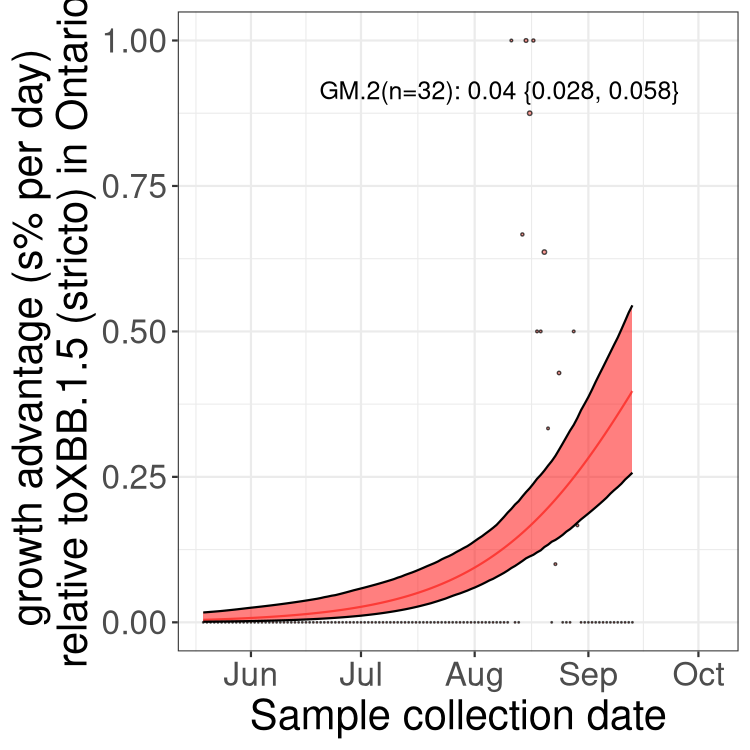 growth advantage (s% per day)
relative toXBB.1.5 (stricto) in Ontario
1.00
0.75
0.50
0.25
0.00
GM.2(n=32): 0.04 {0.028, 0.058}
Jun
Jul
Aug
Sep
Oct
Sample collection date